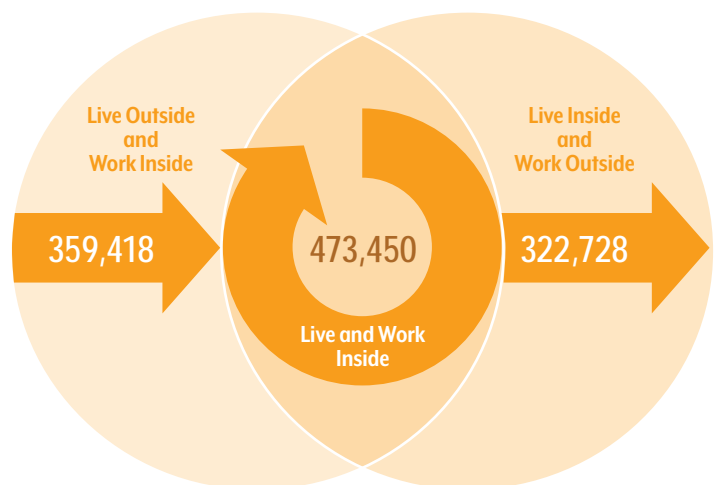 Live Outside
and
Work Inside
359,418
473,450
Live and Work
Inside
Live Inside
and
Work Outside
322,728